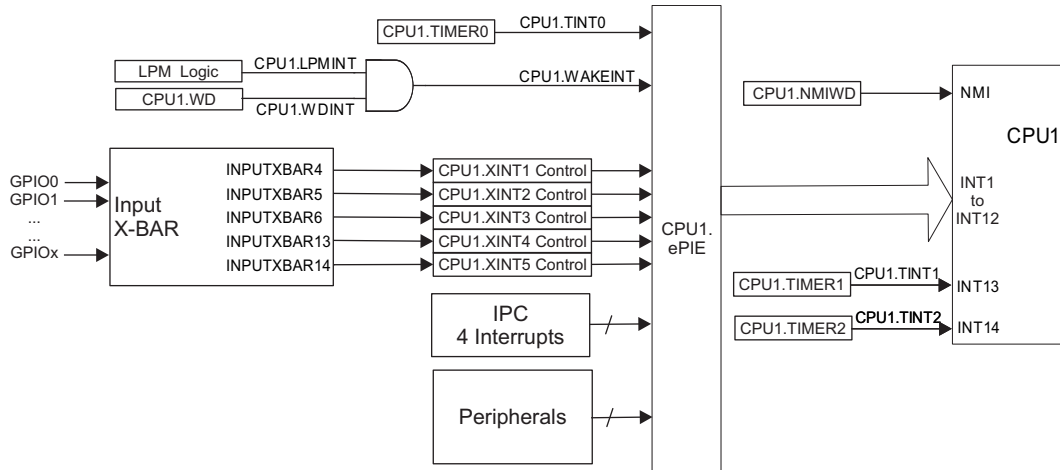 CPU1.TIMER0
CPU1.TINT0
LPM Logic
CPU1.LPMINT
CPU1.WD
CPU1.WDINT
CPU1.WAKEINT
CPU1.NMIWD
NMI
CPU1
GPIO0
GPIO1
...
...
GPIOx
Input
X-BAR
INPUTXBAR4
INPUTXBAR5
INPUTXBAR6
INPUTXBAR13
INPUTXBAR14
CPU1.XINT1 Control
CPU1.XINT2 Control
CPU1.XINT3 Control
CPU1.XINT4 Control
CPU1.XINT5 Control
CPU1.
ePIE
INT1
to
INT12
CPU1.TIMER1
CPU1.TINT1
INT13
CPU1.TIMER2
CPU1.TINT2
INT14
IPC
4 Interrupts
Peripherals